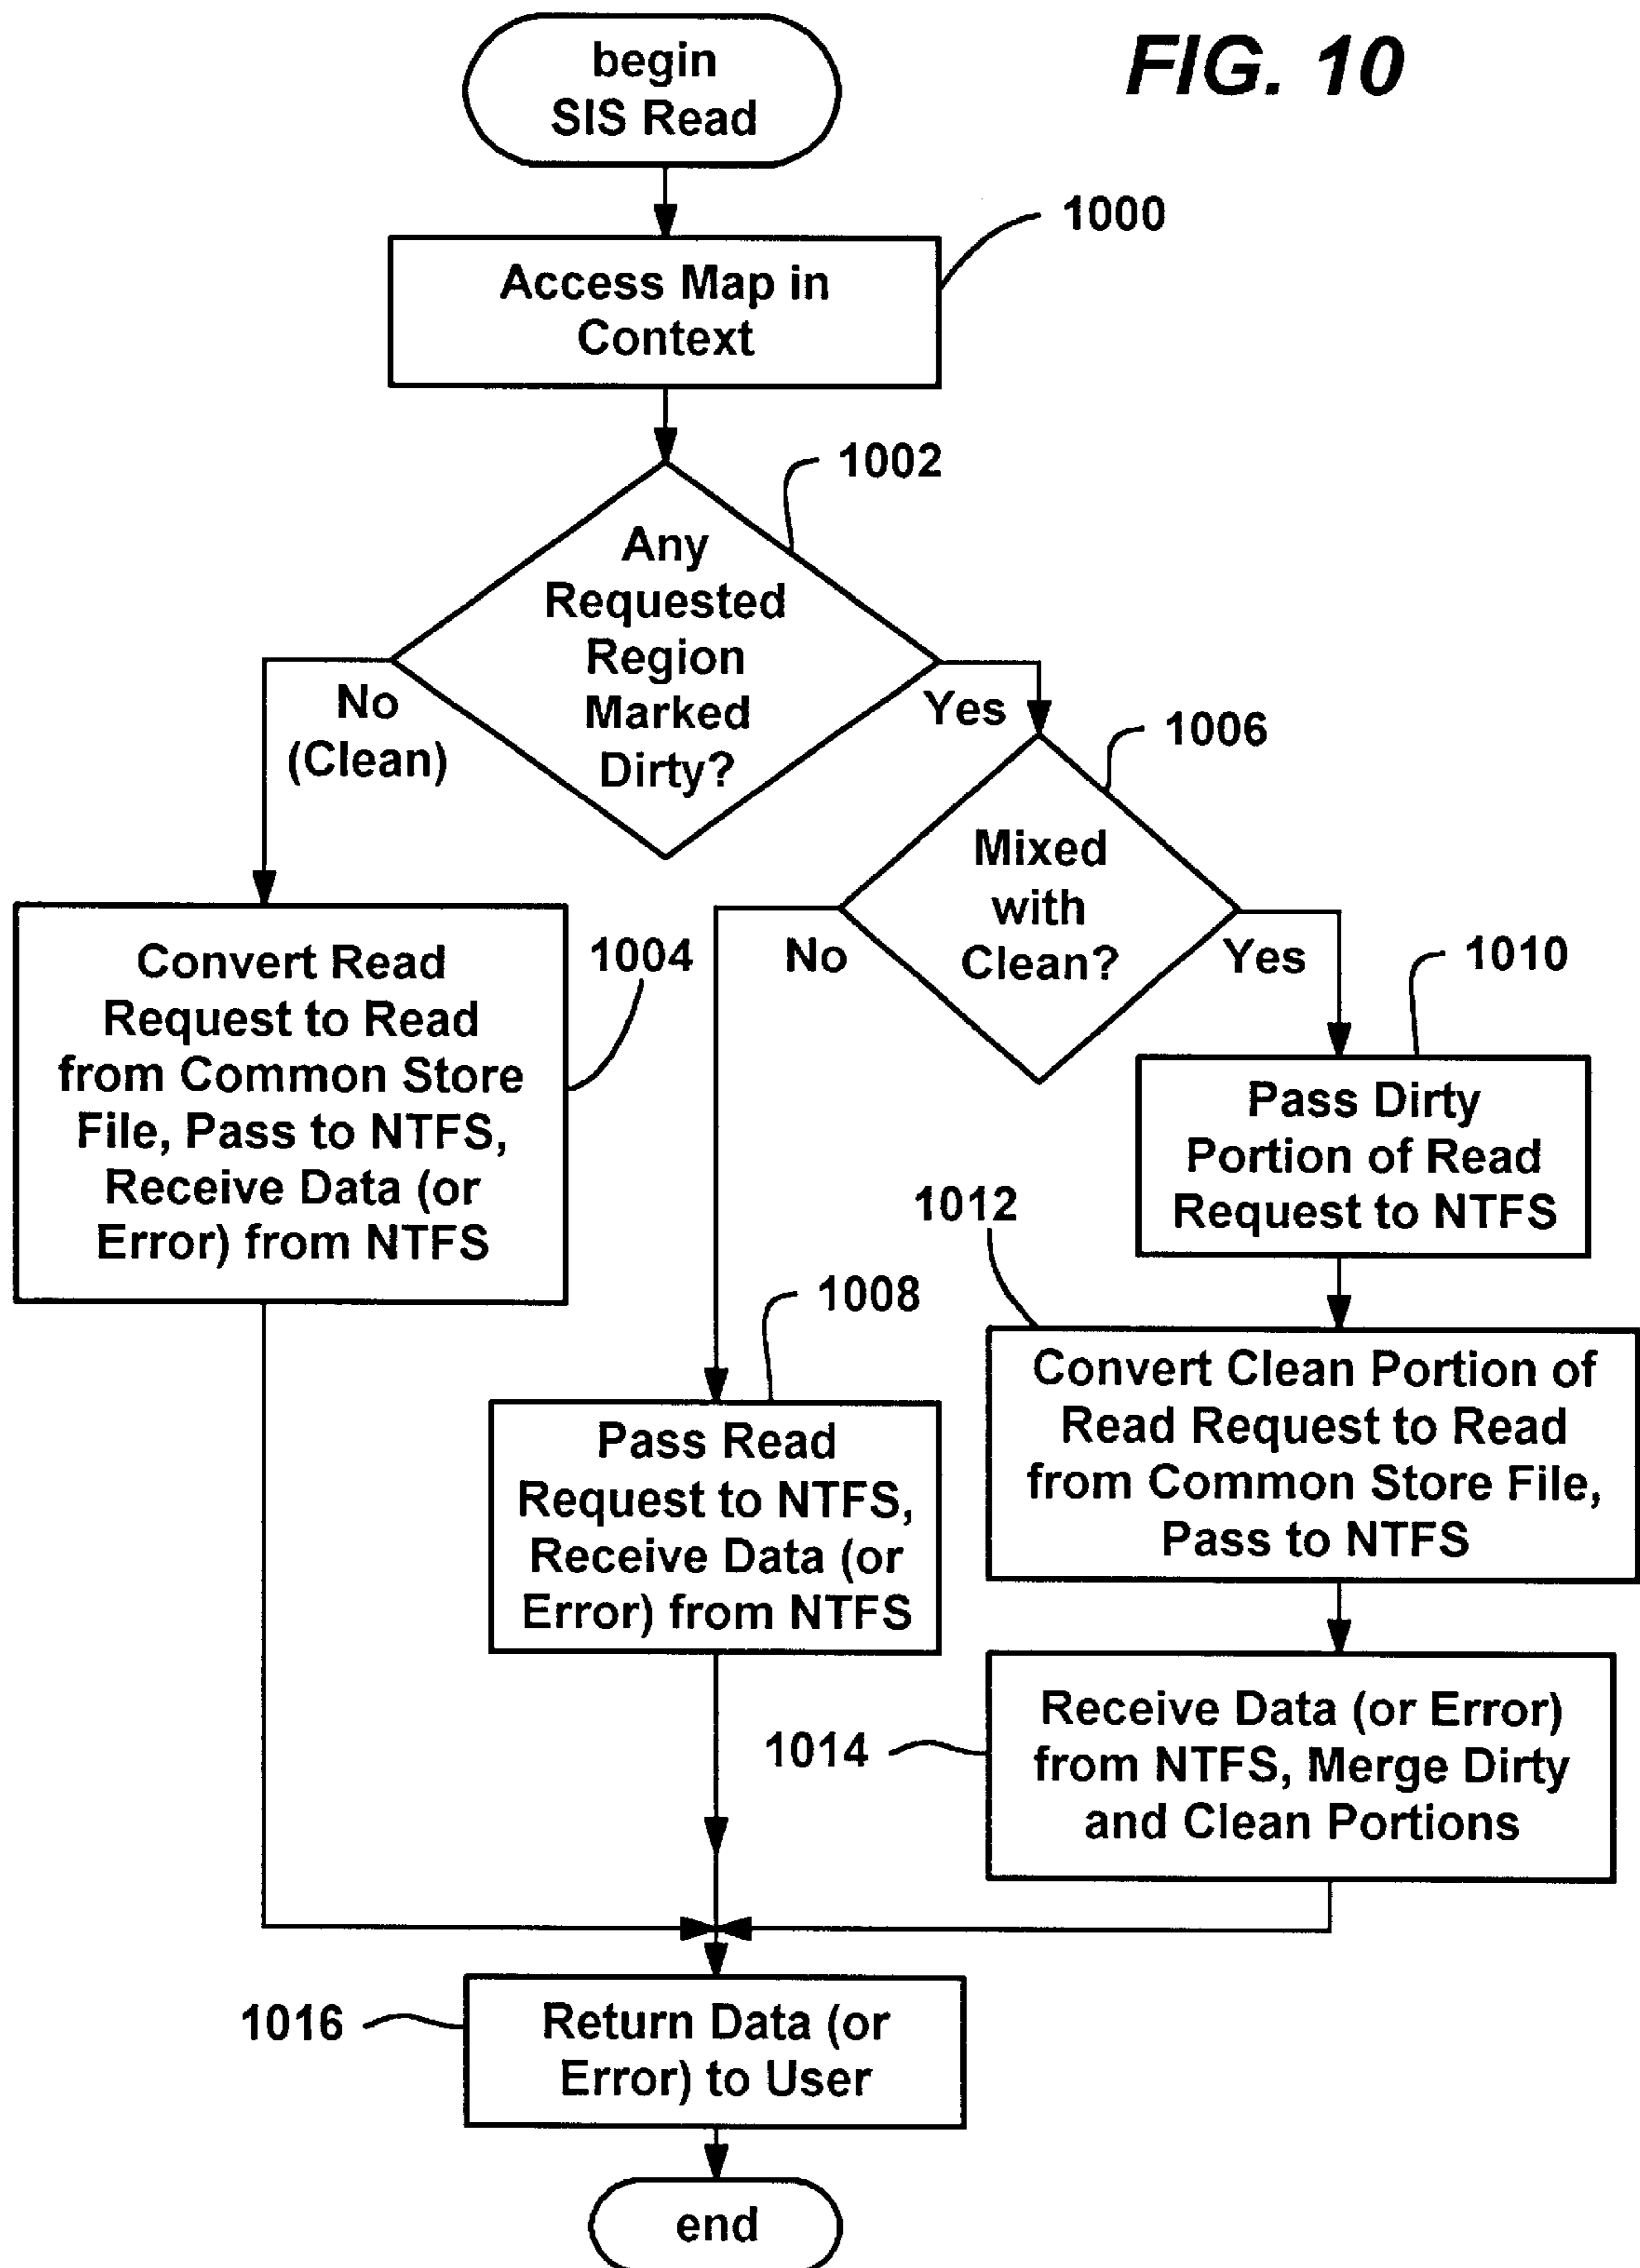 FIG. 10
begin
SIS Read
1000
Access Map in
Context
1002
Any
Requested
Region
Marked
Dirty?
No
(Clean)
Yes
1006
Mixed
with
Clean?
No
Yes
1004
Convert Read
Request to Read
from Common Store
File, Pass to NTFS,
Receive Data (or
Error) from NTFS
1010
Pass Dirty
Portion of Read
Request to NTFS
1012
Convert Clean Portion of
Read Request to Read
from Common Store File,
Pass to NTFS
1008
Pass Read
Request to NTFS,
Receive Data (or
Error) from NTFS
1014
Receive Data (or Error)
from NTFS, Merge Dirty
and Clean Portions
1016
Return Data (or
Error) to User
end